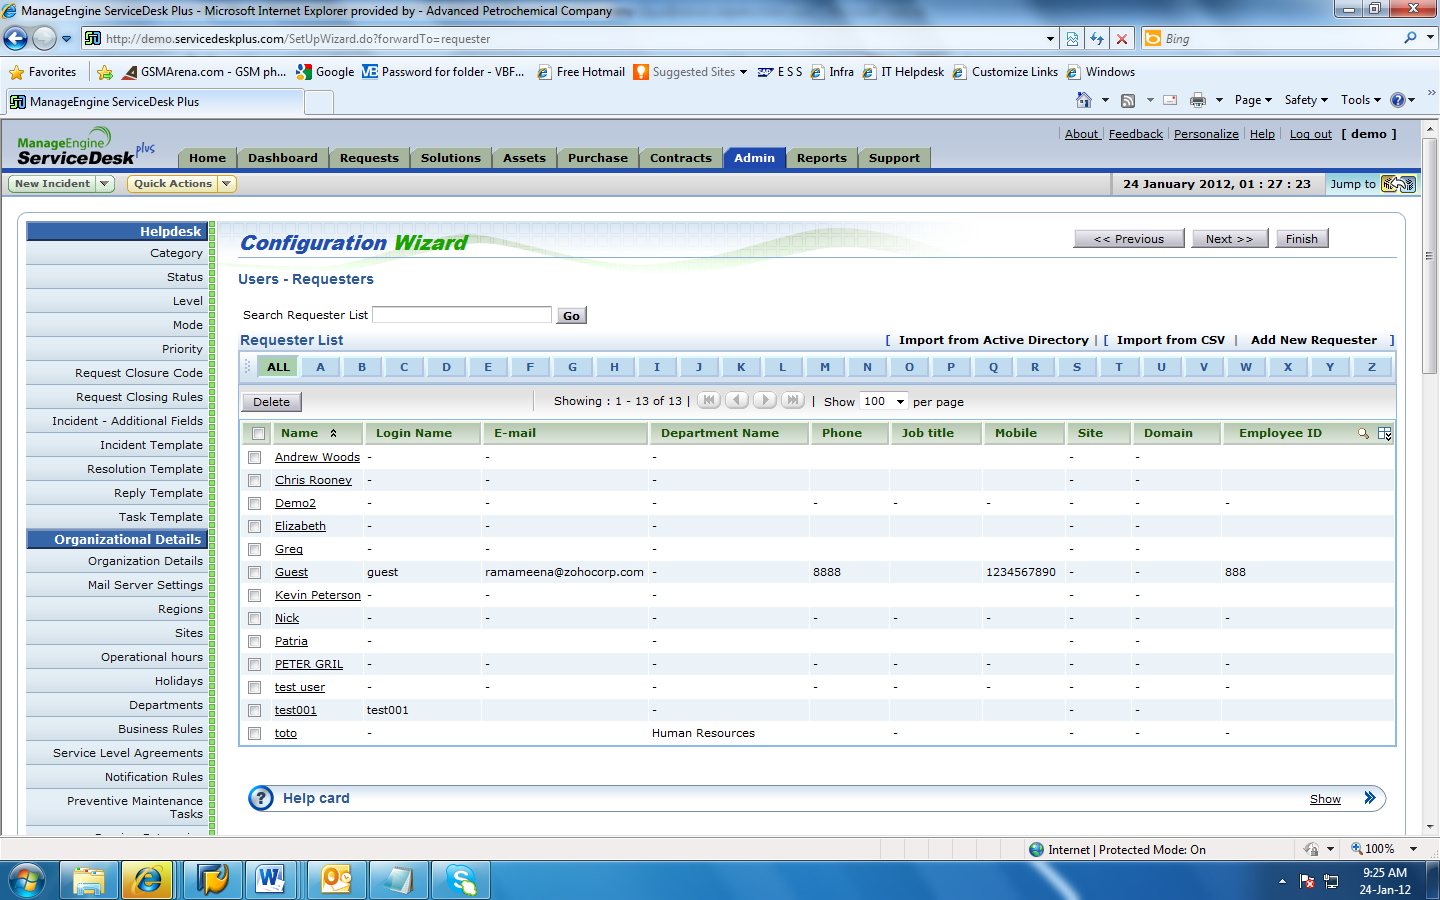 ManageEngine ServiceDesk Plus - Microsoft Internet Explorer provided by - Advanced Petrochemical Company
http://demo.servicedeskplus.com/SetUpWizard.do?forwardTo=requester
Bing
Favorites GSMArena.com - GSM ph... Google Password for folder - VBF... Free Hotmail Suggested Sites E S S Infra IT Helpdesk Customize Links Windows
ManageEngine ServiceDesk Plus
Page Safety Tools
ManageEngine
ServiceDesk plus
About | Feedback | Personalize | Help | Log out [ demo ]
Home Dashboard Requests Solutions Assets Purchase Contracts Admin Reports Support
New Incident Quick Actions 24 January 2012, 01 : 27 : 23 Jump to
Helpdesk
Category
Status
Level
Mode
Priority
Request Closure Code
Request Closing Rules
Incident - Additional Fields
Incident Template
Resolution Template
Reply Template
Task Template
Organizational Details
Organization Details
Mail Server Settings
Regions
Sites
Operational hours
Holidays
Departments
Business Rules
Service Level Agreements
Notification Rules
Preventive Maintenance
Tasks
Configuration Wizard
<< Previous Next >> Finish
Users - Requesters
Search Requester List Go
Requester List [ Import from Active Directory | [ Import from CSV | Add New Requester ]
ALL A B C D E F G H I J K L M N O P Q R S T U V W X Y Z
Delete Showing : 1 - 13 of 13 | | Show 100 per page
Name Login Name E-mail Department Name Phone Job title Mobile Site Domain Employee ID
Andrew Woods - - - - -
Chris Rooney - - - - -
Demo2 - - - - - - - - -
Elizabeth - - - - -
Greg - - - - -
Guest guest ramameena@zohocorp.com - 8888 1234567890 - - 888
Kevin Peterson - - - - -
Nick - - - - - - - - -
Patria - - - - -
PETER GRIL - - - - - - - - -
test user - - - - - - - - -
test001 test001 - - -
toto - Human Resources - - - -
? Help card Show
Internet | Protected Mode: On 100%
9:25 AM
24-Jan-12